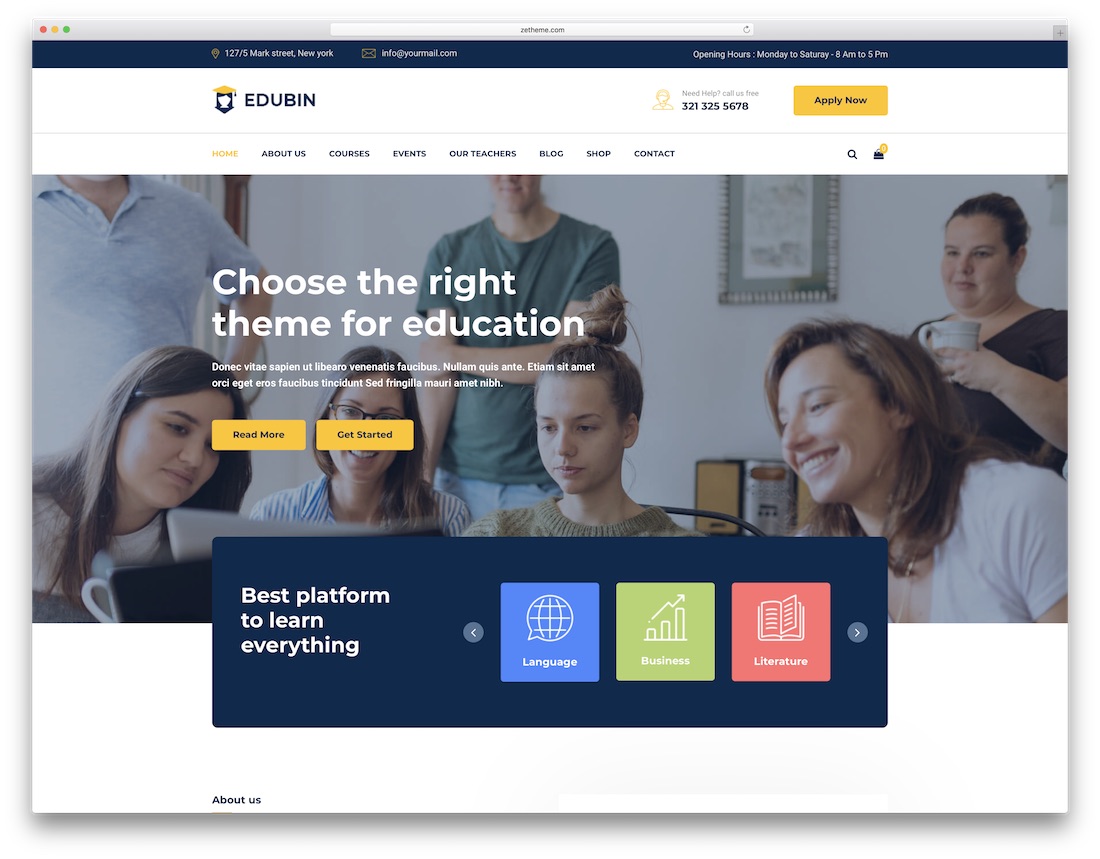 zetheme.com
127/5 Mark street, New york
info@yourmail.com
Opening Hours : Monday to Saturay - 8 Am to 5 Pm
EDUBIN
Need Help? call us free
321 325 5678
Apply Now
HOME
ABOUT US
COURSES
EVENTS
OUR TEACHERS
BLOG
SHOP
CONTACT
0
Choose the right
theme for education
Donec vitae sapien ut libearo venenatis faucibus. Nullam quis ante. Etiam sit amet
orci eget eros faucibus tincidunt Sed fringilla mauri amet nibh.
Read More
Get Started
Best platform
to learn
everything
Language
Business
Literature
About us